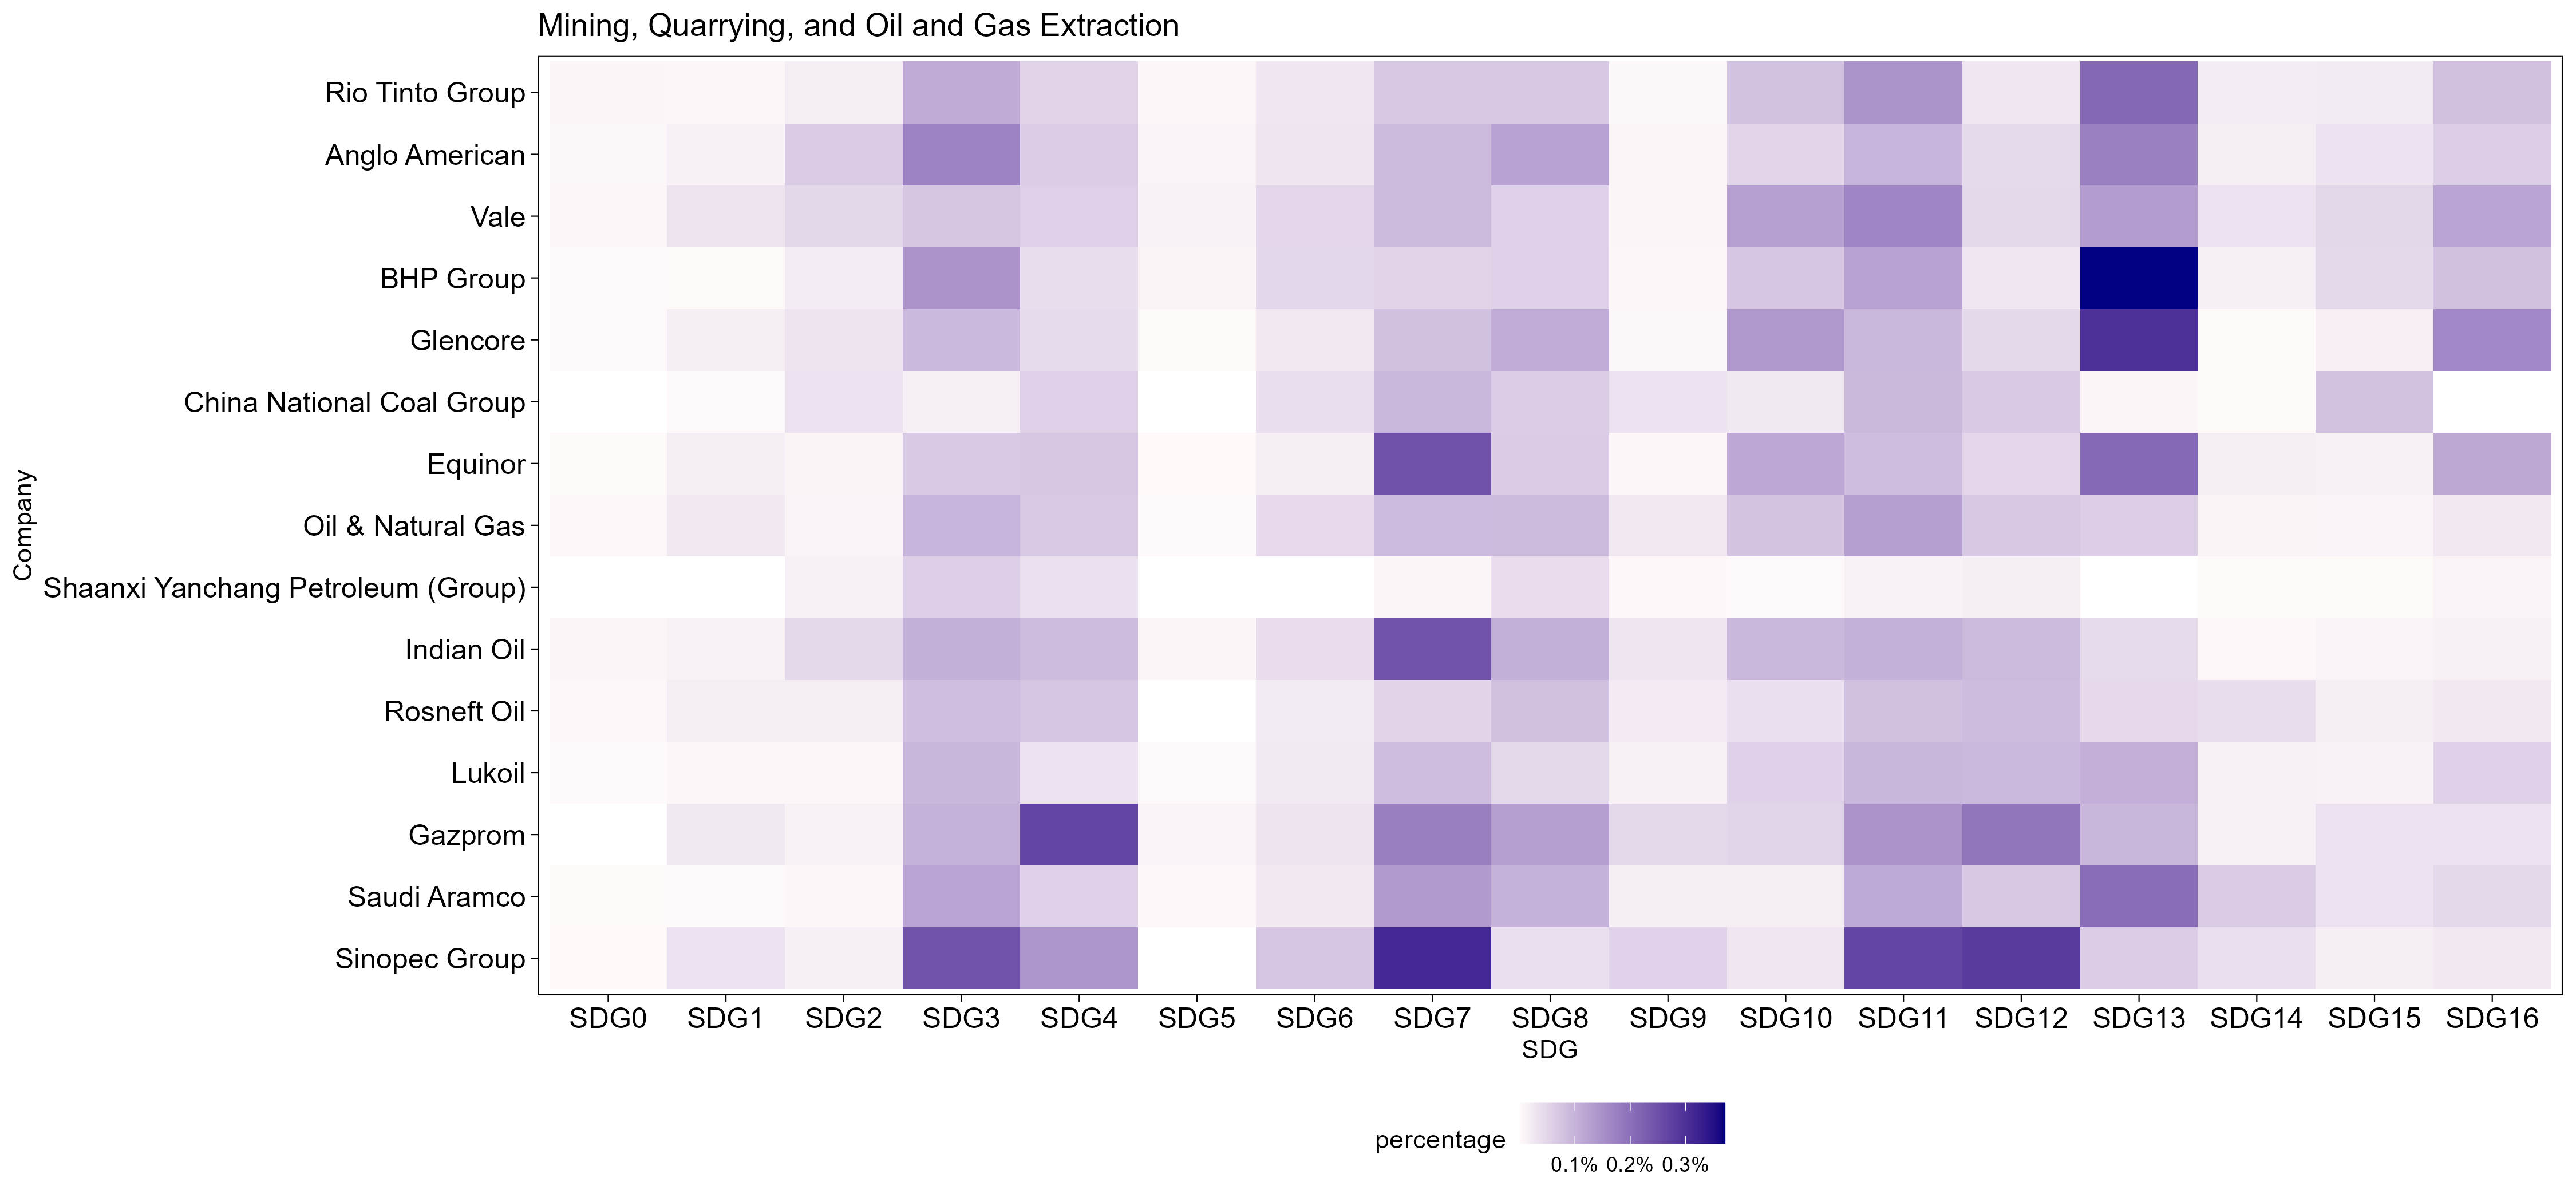 Mining, Quarrying, and Oil and Gas Extraction
Company
Rio Tinto Group
Anglo American
Vale
BHP Group
Glencore
China National Coal Group
Equinor
Oil & Natural Gas
Shaanxi Yanchang Petroleum (Group)
Indian Oil
Rosneft Oil
Lukoil
Gazprom
Saudi Aramco
Sinopec Group
SDG0 SDG1 SDG2 SDG3 SDG4 SDG5 SDG6 SDG7 SDG8 SDG9 SDG10 SDG11 SDG12 SDG13 SDG14 SDG15 SDG16
SDG
percentage
0.1% 0.2% 0.3%